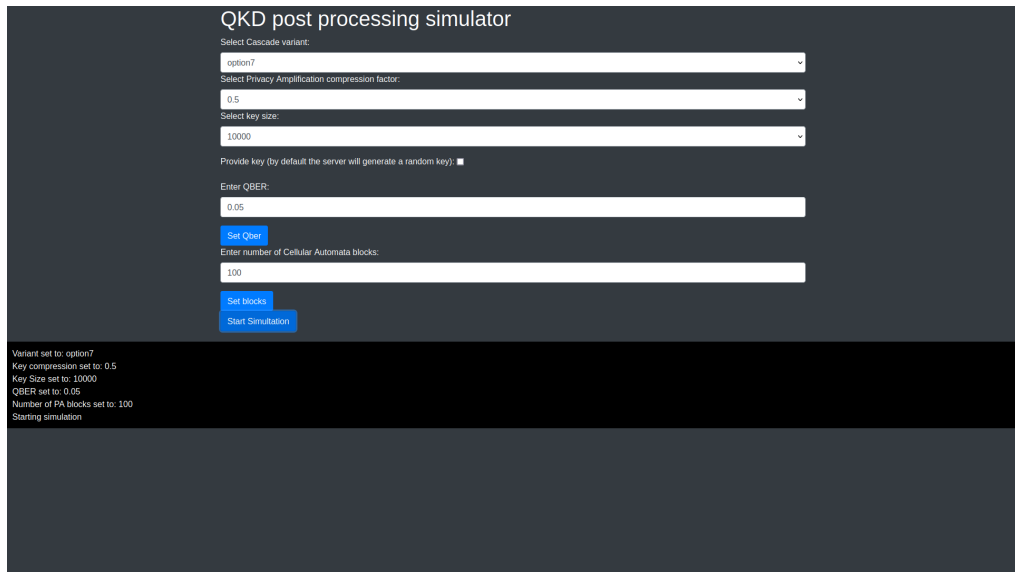 QKD post processing simulator
Select Cascade variant:
option7
Select Privacy Amplification compression factor:
0.5
Select key size:
10000
Provide key (by default the server will generate a random key):
Enter QBER:
0.05
Set Qber
Enter number of Cellular Automata blocks:
100
Set blocks
Start Simultation
Variant set to: option7
Key compression set to: 0.5
Key Size set to: 10000
QBER set to: 0.05
Number of PA blocks set to: 100
Starting simulation